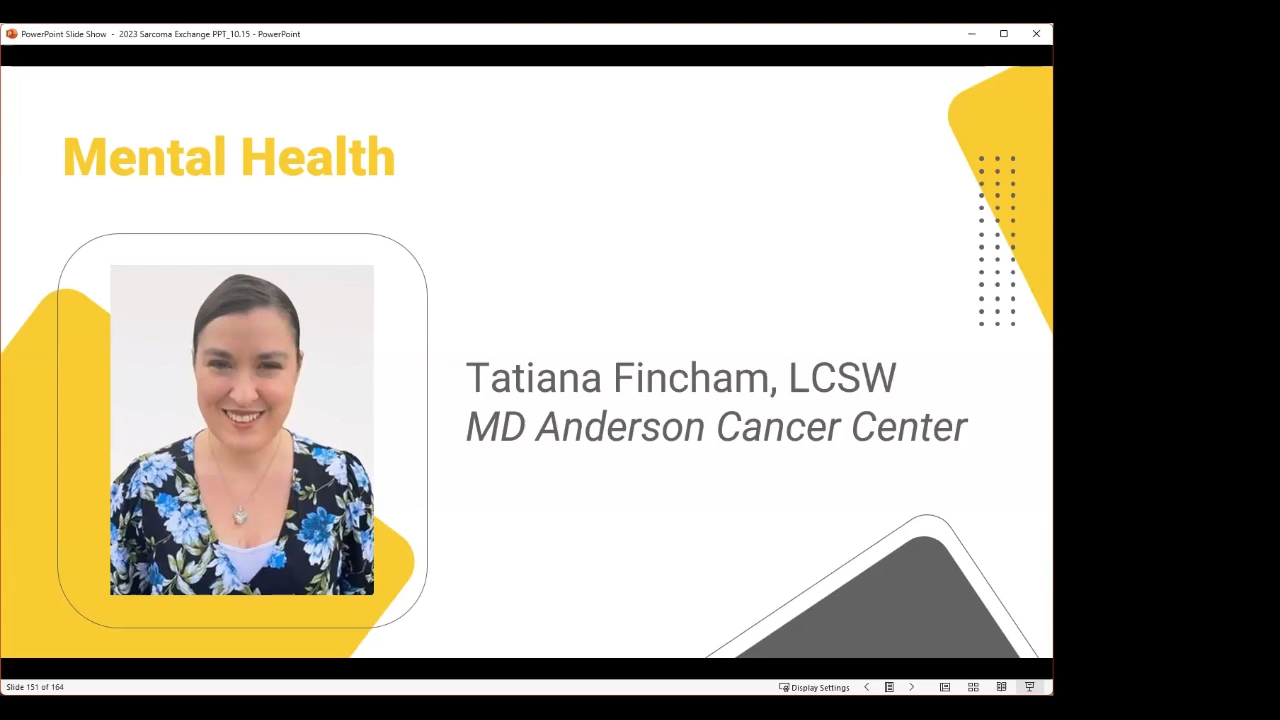 PowerPoint Slide Show - 2023 Sarcoma Exchange PPT_10.15 - PowerPoint
Mental Health
Tatiana Fincham, LCSW
MD Anderson Cancer Center
Slide 151 of 164
Display Settings